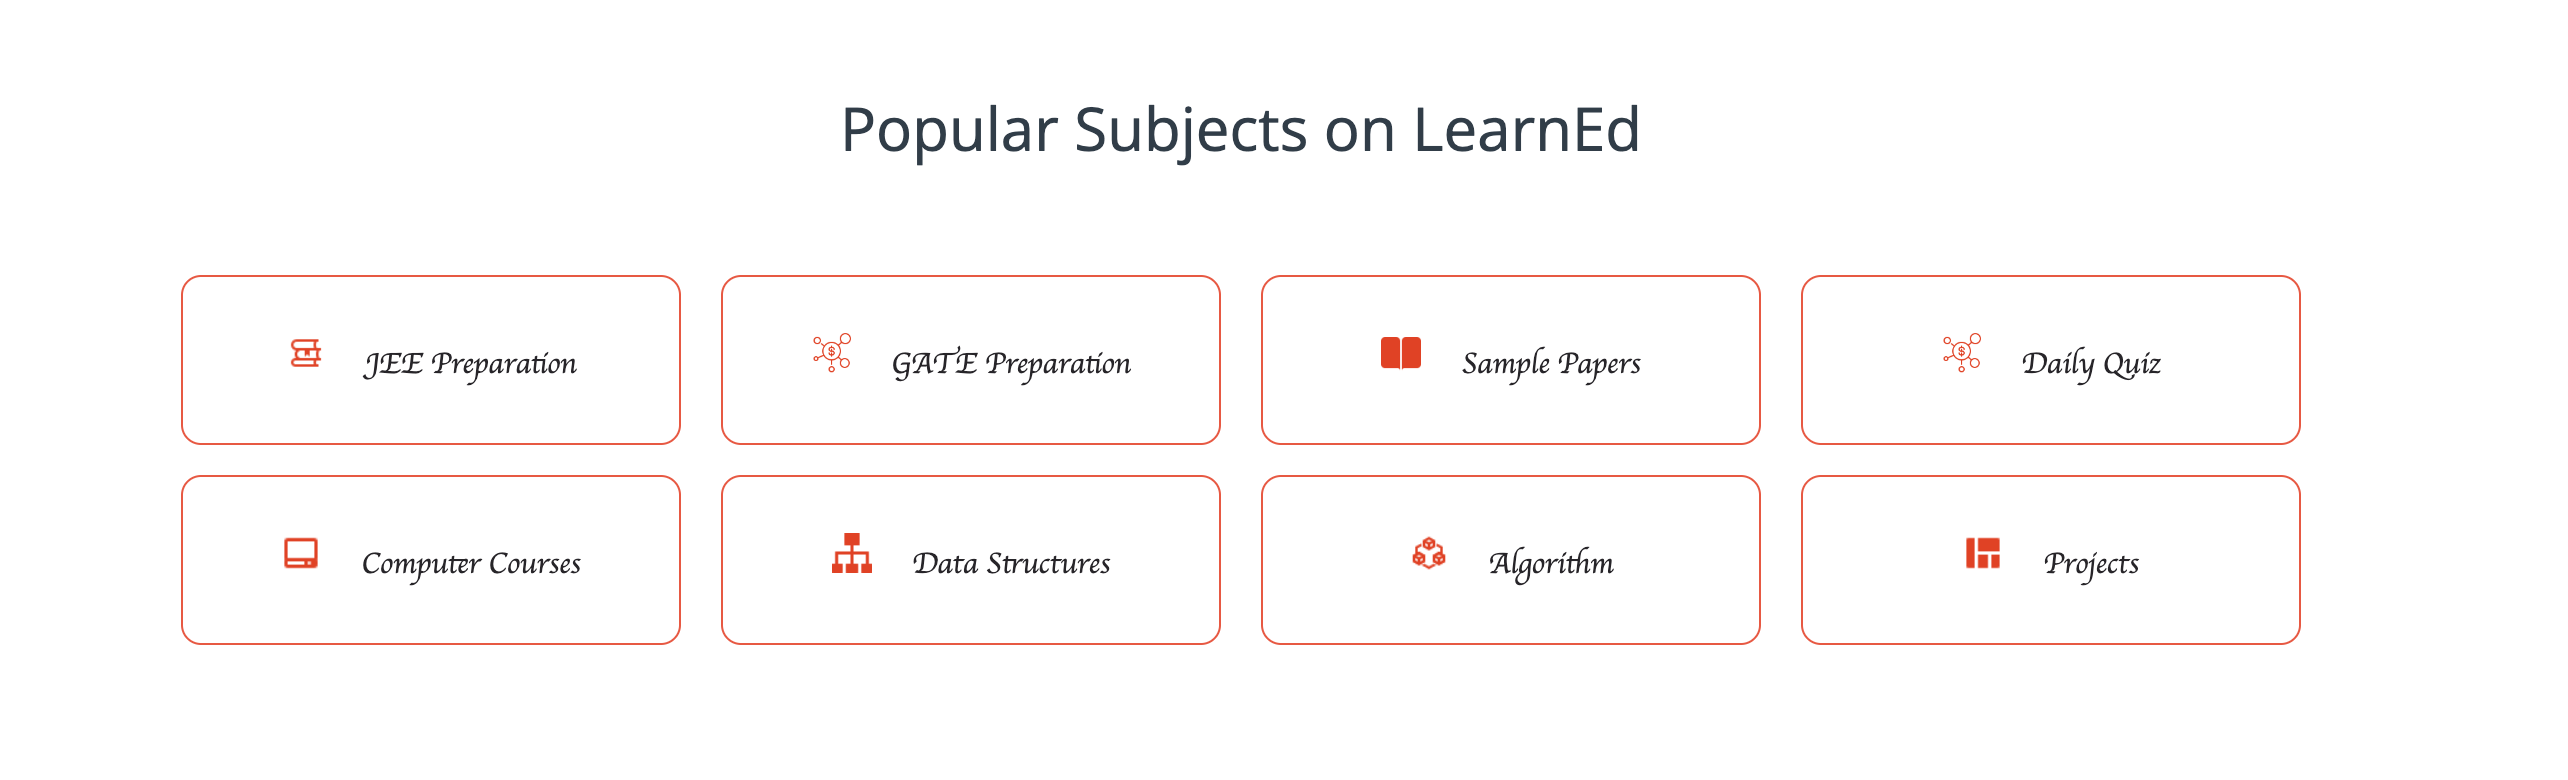 Popular Subjects on LearnEd
JEE Preparation
GATE Preparation
Sample Papers
Daily Quiz
Computer Courses
Data Structures
Algorithm
Projects